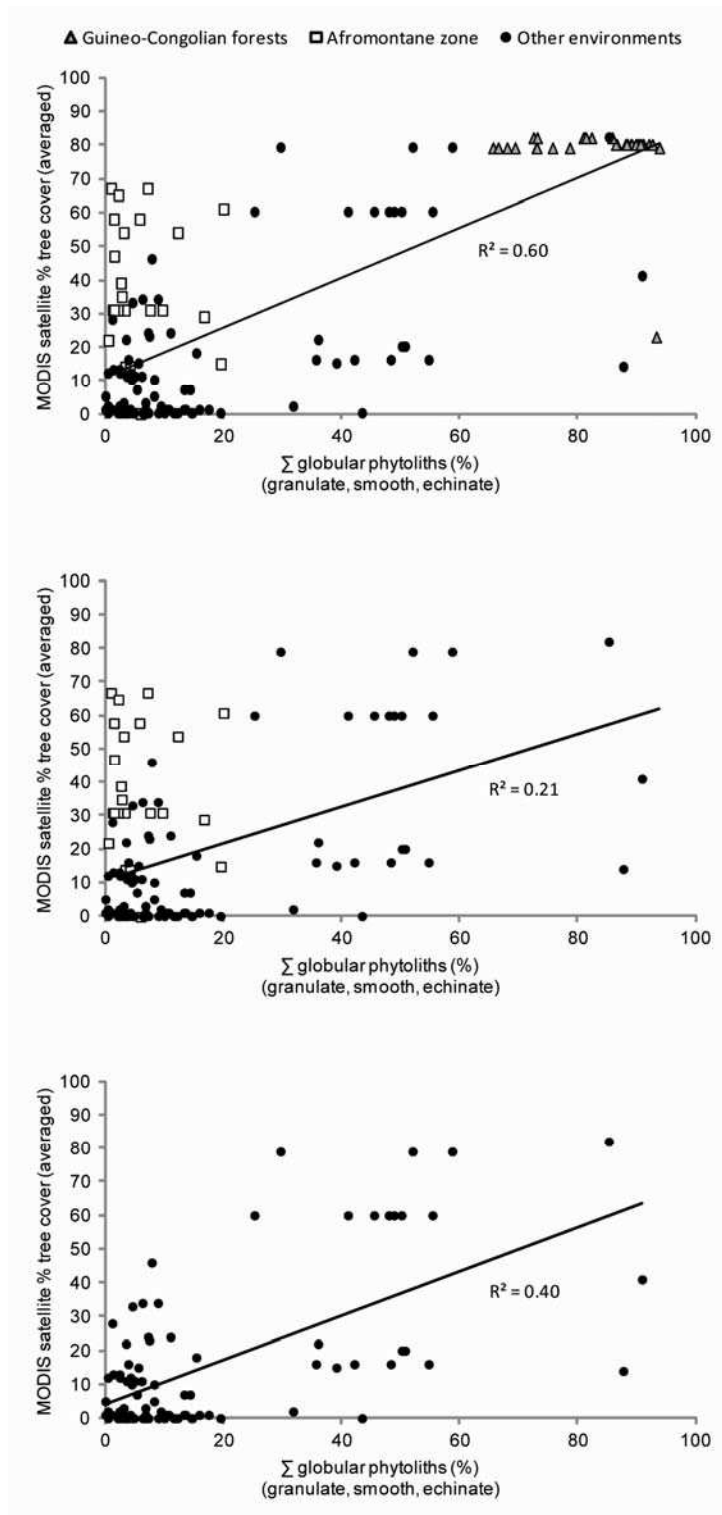 Guineo-Congolian forests Afromontane zone Other environments
100
90
80
70
60
50
40
30
20
10
0
MODIS satellite % tree cover (averaged)
R² = 0.60
0 20 40 60 80 100
∑ globular phytoliths (%)
(granulate, smooth, echinate)
100
90
80
70
60
50
40
30
20
10
0
MODIS satellite % tree cover (averaged)
R² = 0.21
0 20 40 60 80 100
∑ globular phytoliths (%)
(granulate, smooth, echinate)
100
90
80
70
60
50
40
30
20
10
0
MODIS satellite % tree cover (averaged)
R² = 0.40
0 20 40 60 80 100
∑ globular phytoliths (%)
(granulate, smooth, echinate)